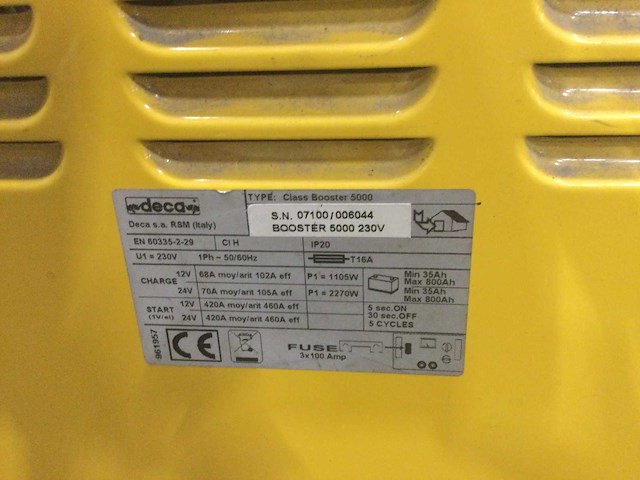 deca
TYPE: Class Booster 5000
Deca s.a. RSM (Italy)
S.N. 07100/006044
BOOSTER 5000 230V
EN 60335-2-29
Cl H
IP20
U1 = 230V
1Ph ~ 50/60Hz
T16A
CHARGE
12V 68A moy/arit 102A eff
P1 = 1105W
Min 35Ah
Max 800Ah
24V 70A moy/arit 105A eff
P1 = 2270W
Min 35Ah
Max 800Ah
START
(1V/el)
12V 420A moy/arit 460A eff
24V 420A moy/arit 460A eff
5 sec.ON
30 sec.OFF
5 CYCLES
961957
CE
FUSE
3x100 Amp